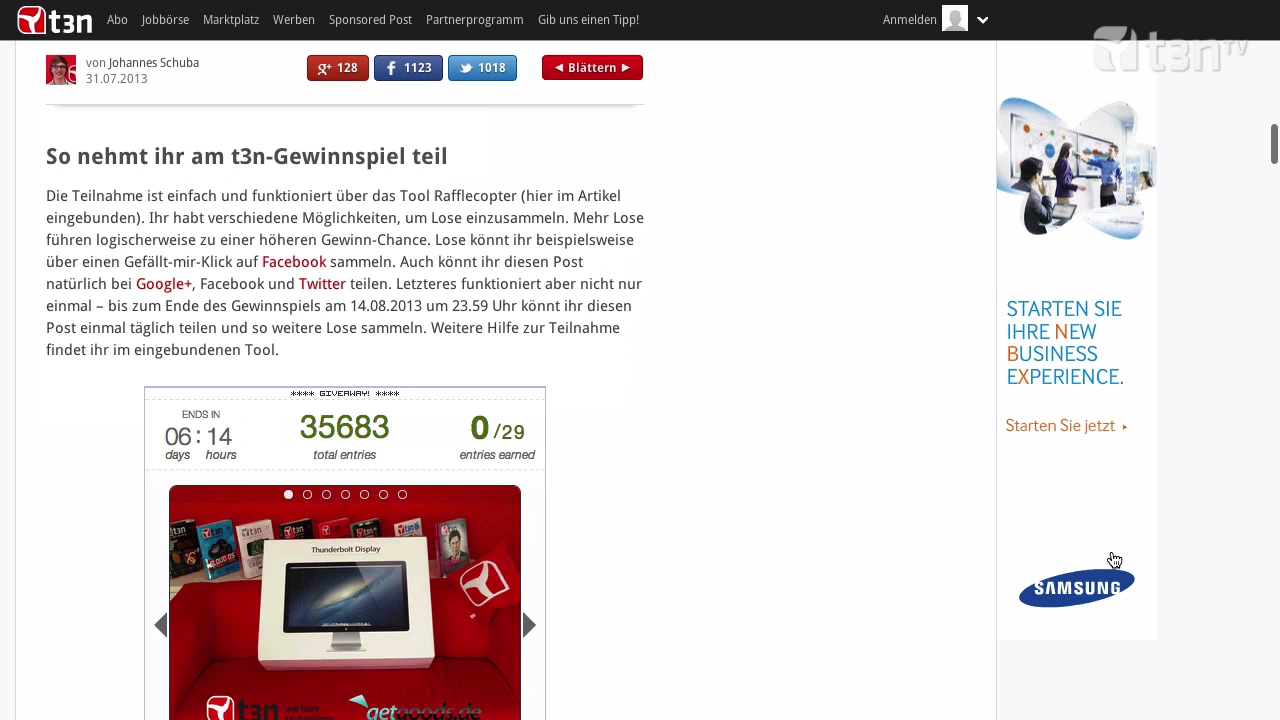 t3n Abo Jobbörse Marktplatz Werben Sponsored Post Partnerprogramm Gib uns einen Tipp! Anmelden
t3n TV
von Johannes Schuba
31.07.2013
g+ 128 f 1123 1018 ◄ Blättern ►
So nehmt ihr am t3n-Gewinnspiel teil
Die Teilnahme ist einfach und funktioniert über das Tool Rafflecopter (hier im Artikel
eingebunden). Ihr habt verschiedene Möglichkeiten, um Lose einzusammeln. Mehr Lose
führen logischerweise zu einer höheren Gewinn-Chance. Lose könnt ihr beispielsweise
über einen Gefällt-mir-Klick auf Facebook sammeln. Auch könnt ihr diesen Post
natürlich bei Google+, Facebook und Twitter teilen. Letzteres funktioniert aber nicht nur
einmal – bis zum Ende des Gewinnspiels am 14.08.2013 um 23.59 Uhr könnt ihr diesen
Post einmal täglich teilen und so weitere Lose sammeln. Weitere Hilfe zur Teilnahme
findet ihr im eingebundenen Tool.
**** GIVEAWAY! ****
ENDS IN
06 : 14
days hours
35683
total entries
0/29
entries earned
Thunderbolt Display
t3n we love
technology
getgoods.de
STARTEN SIE
IHRE NEW
BUSINESS
EXPERIENCE.
Starten Sie jetzt ▸
SAMSUNG